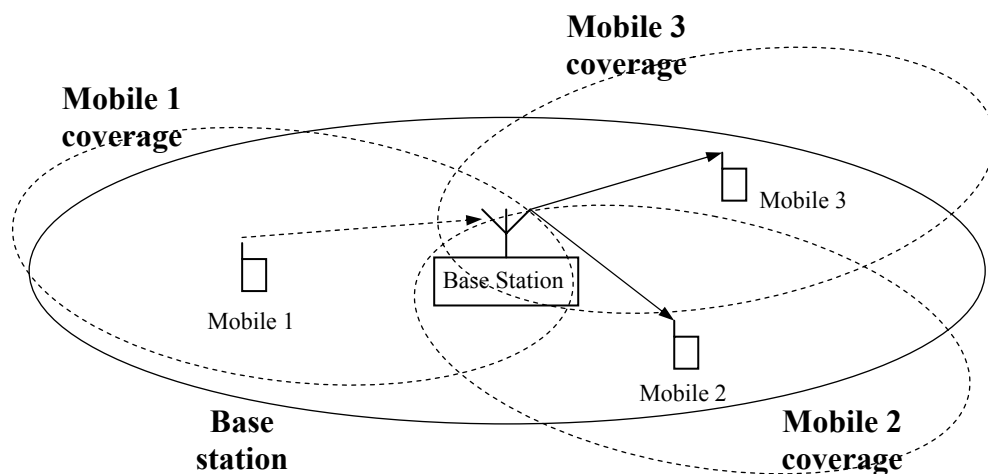 Mobile 3
coverage
Mobile 1
coverage
Mobile 3
Base Station
Mobile 1
Mobile 2
Base
station
Mobile 2
coverage